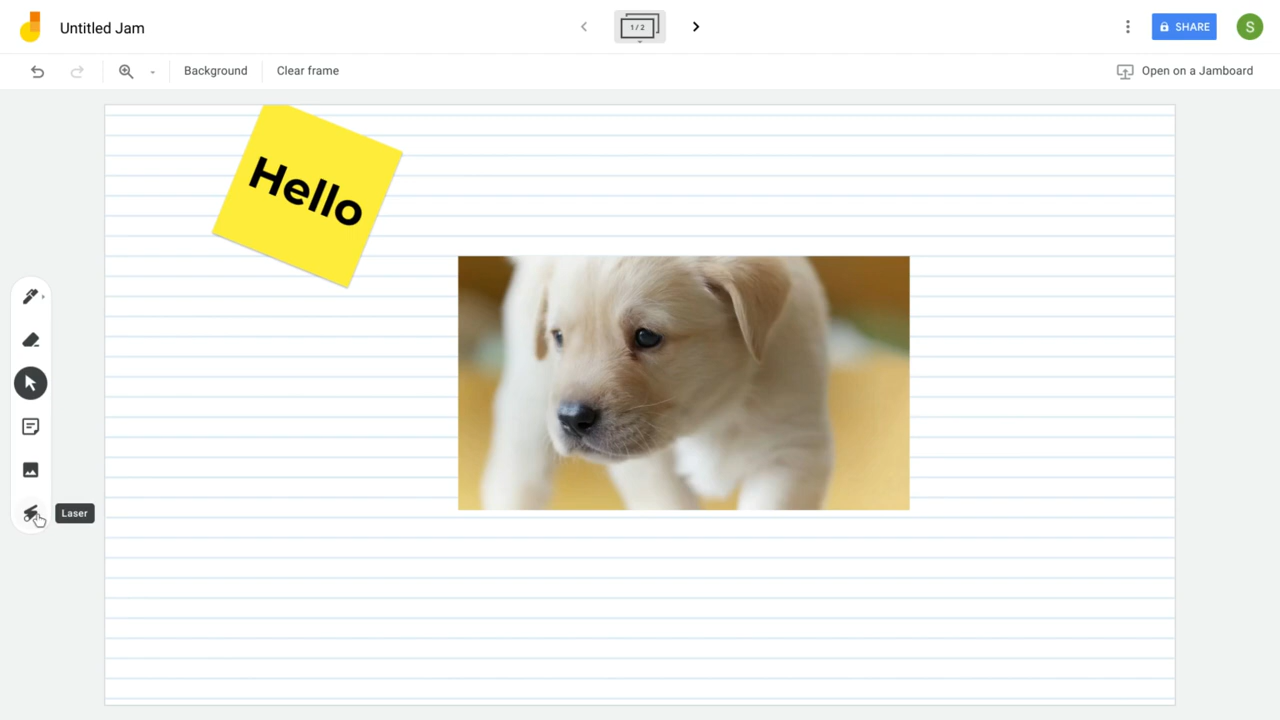 Untitled Jam
1 / 2
SHARE
S
Background
Clear frame
Open on a Jamboard
Hello
Laser